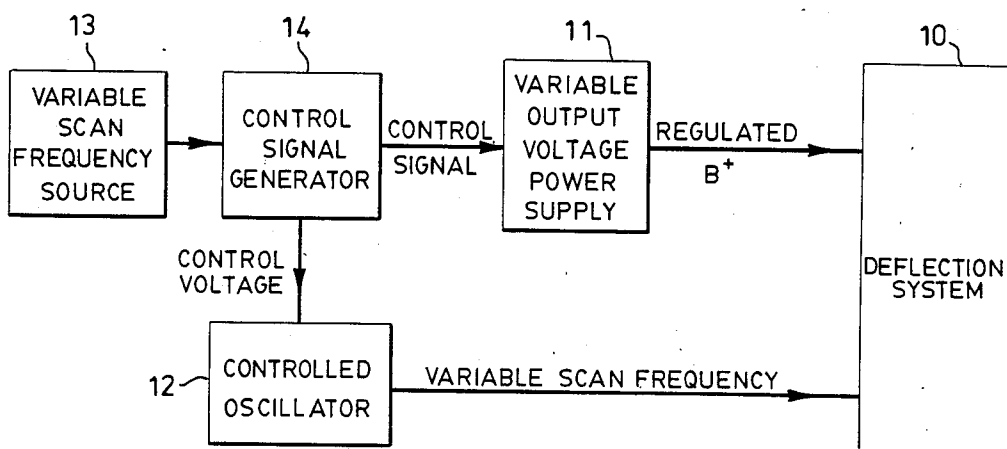 13
14
11
10
VARIABLE
SCAN
FREQUENCY
SOURCE
CONTROL
SIGNAL
GENERATOR
CONTROL
SIGNAL
VARIABLE
OUTPUT
VOLTAGE
POWER
SUPPLY
REGULATED
B+
DEFLECTION
SYSTEM
CONTROL
VOLTAGE
12
CONTROLLED
OSCILLATOR
VARIABLE SCAN FREQUENCY